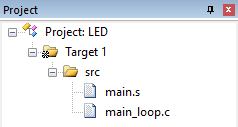 Project
Project: LED
Target 1
src
main.s
main_loop.c